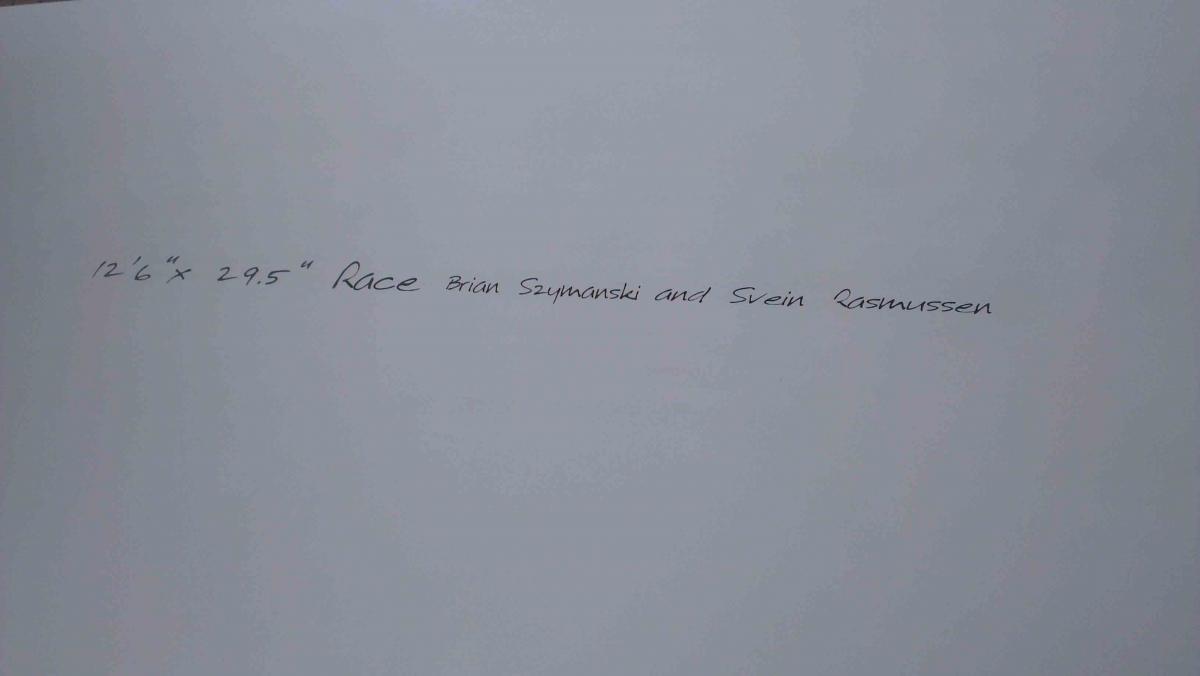 12'6" x 29.5" Race Brian Szymanski and Svein Rasmussen